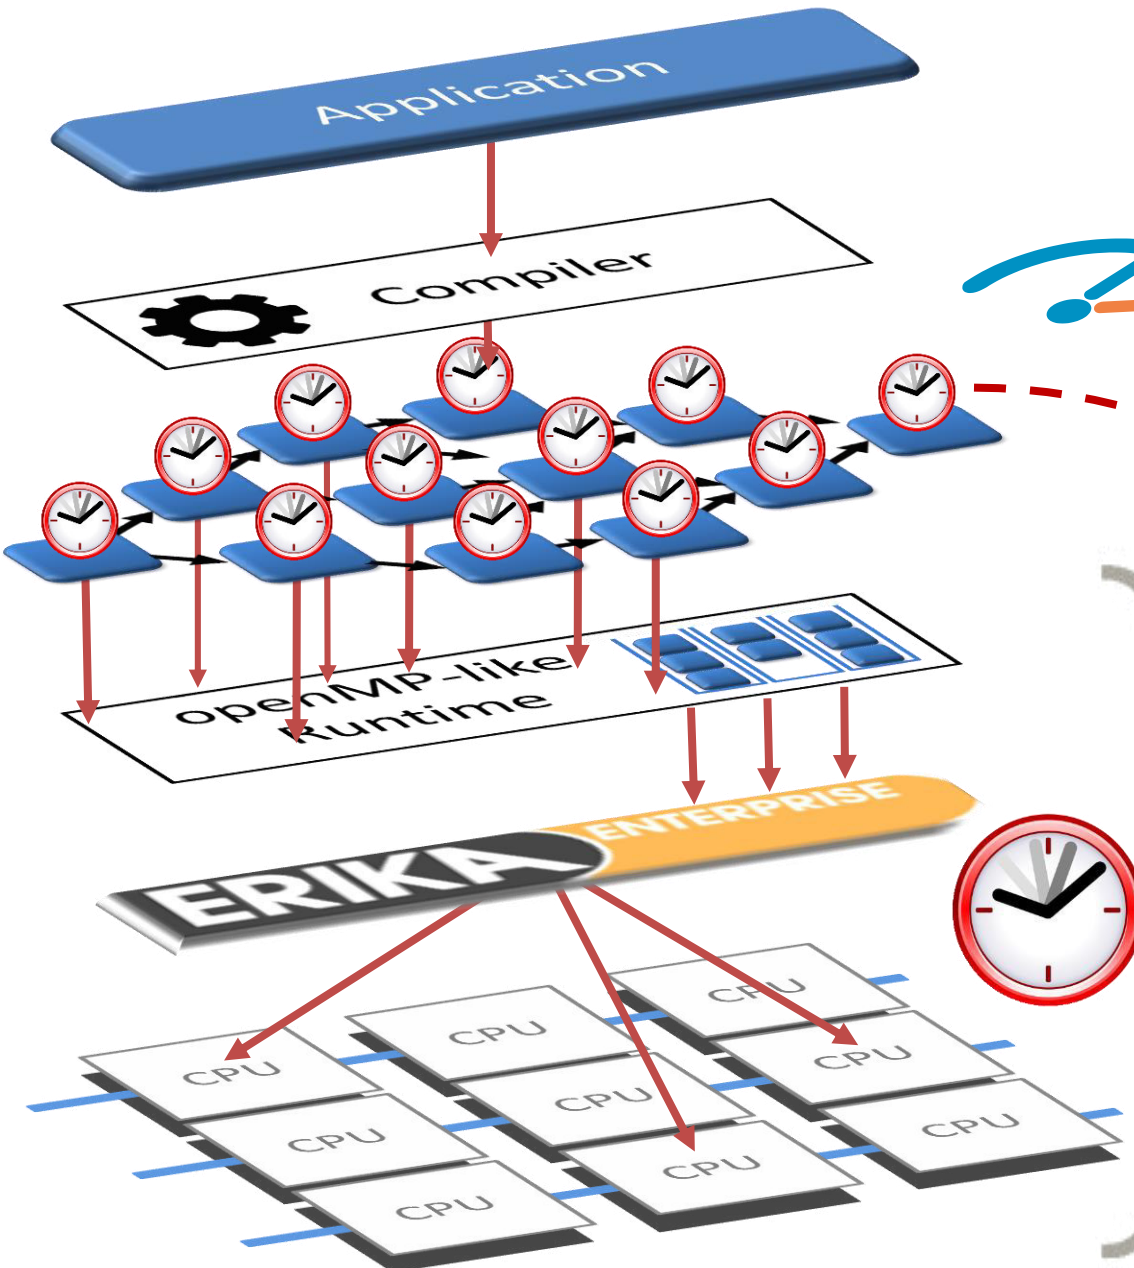 Application
Compiler
openMP-like
Runtime
ERIKA ENTERPRISE
CPU
CPU
CPU
CPU
CPU
CPU
CPU
CPU
CPU